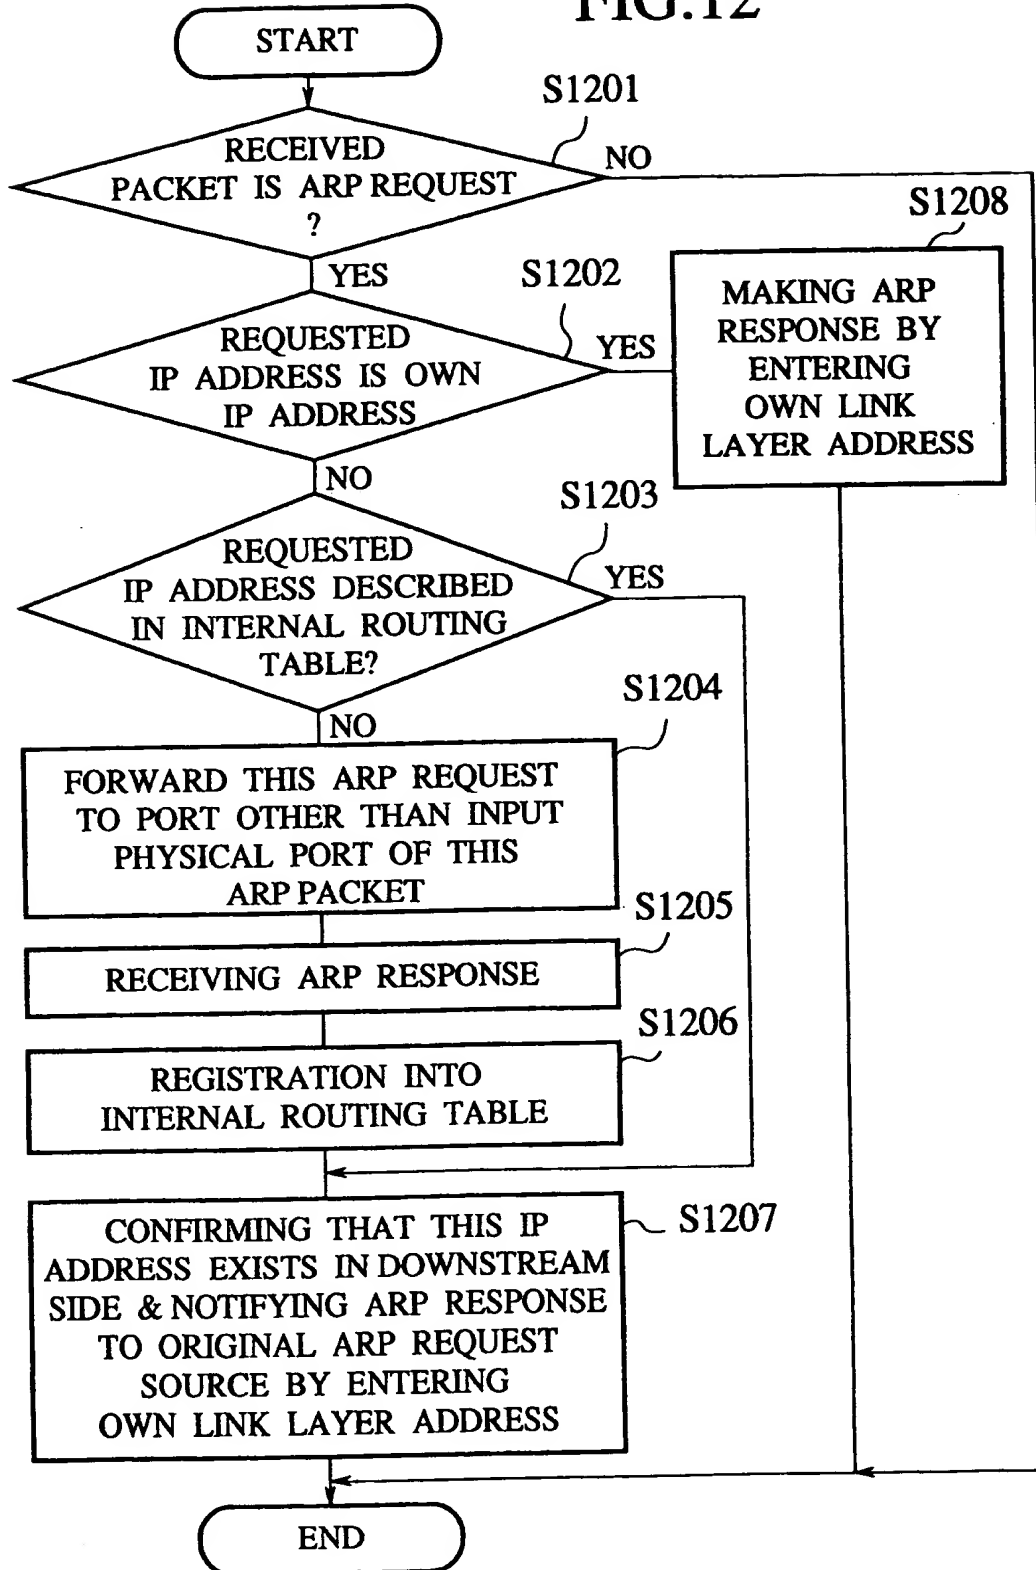 FIG.12
START
S1201
RECEIVED
PACKET IS ARP REQUEST
?
NO
YES
S1202
S1208
REQUESTED
IP ADDRESS IS OWN
IP ADDRESS
YES
MAKING ARP
RESPONSE BY
ENTERING
OWN LINK
LAYER ADDRESS
NO
S1203
REQUESTED
IP ADDRESS DESCRIBED
IN INTERNAL ROUTING
TABLE?
YES
NO
S1204
FORWARD THIS ARP REQUEST
TO PORT OTHER THAN INPUT
PHYSICAL PORT OF THIS
ARP PACKET
S1205
RECEIVING ARP RESPONSE
S1206
REGISTRATION INTO
INTERNAL ROUTING TABLE
S1207
CONFIRMING THAT THIS IP
ADDRESS EXISTS IN DOWNSTREAM
SIDE & NOTIFYING ARP RESPONSE
TO ORIGINAL ARP REQUEST
SOURCE BY ENTERING
OWN LINK LAYER ADDRESS
END